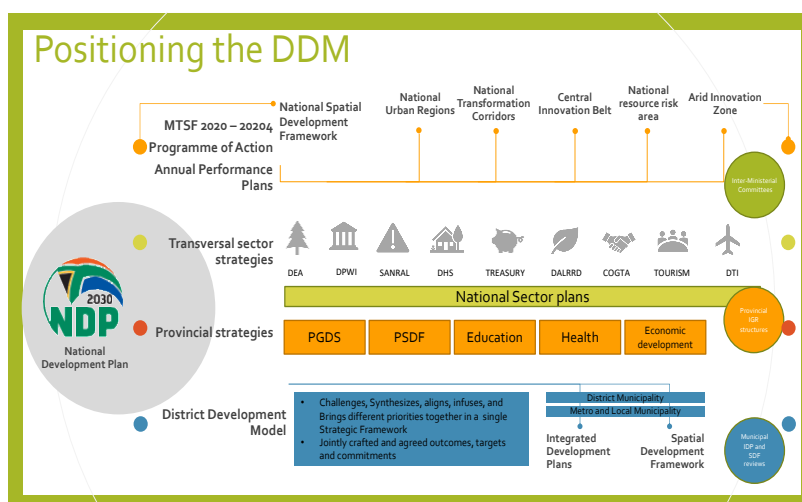 Positioning the DDM
MTSF 2020 – 20204
Programme of Action
Annual Performance
Plans
National Spatial
Development
Framework
National
Urban Regions
National
Transformation
Corridors
Central
Innovation Belt
National
resource risk
area
Arid Innovation
Zone
Inter-Ministerial
Committees
Transversal sector
strategies
DEA
DPWI
SANRAL
DHS
TREASURY
DALRRD
COGTA
TOURISM
DTI
National Sector plans
2030
NDP
National
Development Plan
Provincial strategies
PGDS
PSDF
Education
Health
Economic
development
Provincial
IGR
structures
District Development
Model
• Challenges, Synthesizes, aligns, infuses, and
Brings different priorities together in a single
Strategic Framework
• Jointly crafted and agreed outcomes, targets
and commitments
District Municipality
Metro and Local Municipality
Integrated
Development
Plans
Spatial
Development
Framework
Municipal
IDP and
SDF
reviews